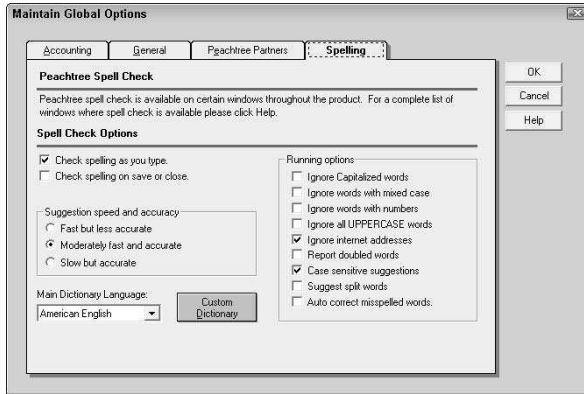 Maintain Global Options
Accounting
General
Peachtree Partners
Spelling
Peachtree Spell Check
Peachtree spell check is available on certain windows throughout the product. For a complete list of
windows where spell check is available please click Help.
Spell Check Options
Check spelling as you type.
Check spelling on save or close.
Suggestion speed and accuracy
Fast but less accurate
Moderately fast and accurate
Slow but accurate
Main Dictionary Language:
American English
Custom
Dictionary
Running options
Ignore Capitalized words
Ignore words with mixed case
Ignore words with numbers
Ignore all UPPERCASE words
Ignore internet addresses
Report doubled words
Case sensitive suggestions
Suggest split words
Auto correct misspelled words.
OK
Cancel
Help